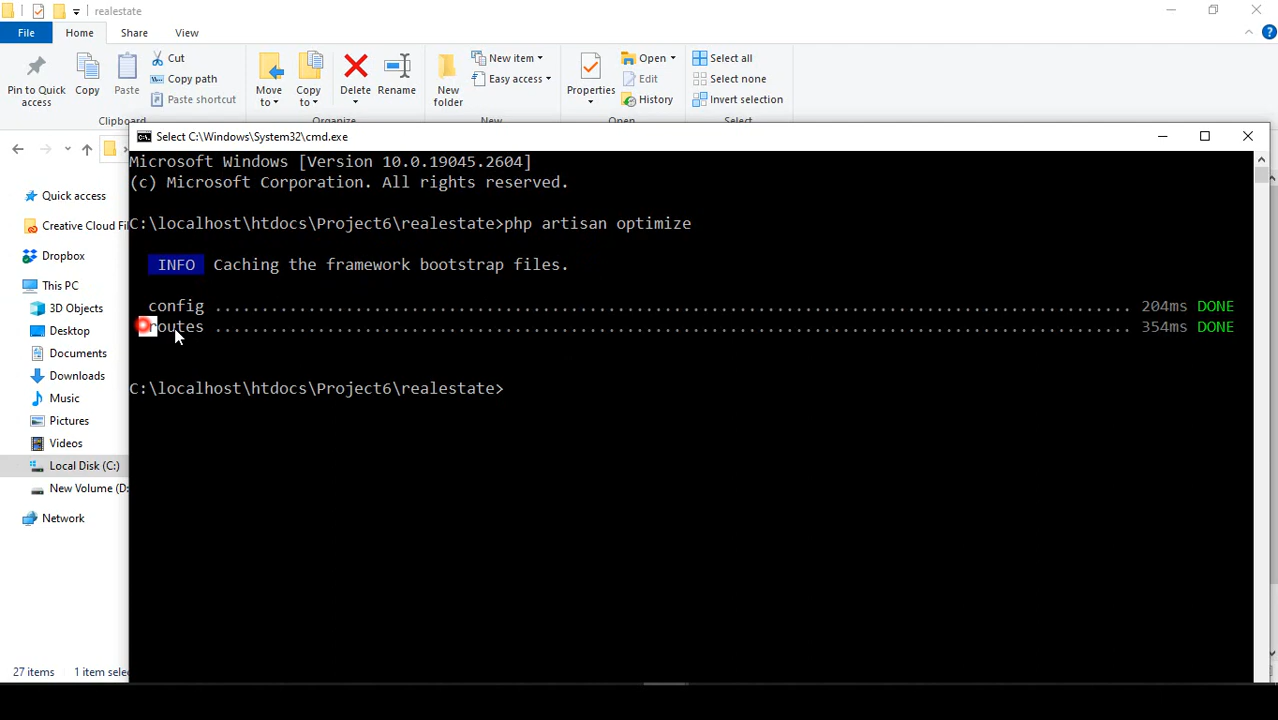 realestate
File Home Share View
Pin to Quick access
Copy
Paste
Cut
Copy path
Paste shortcut
Clipboard
Move to
Copy to
Delete
Rename
Organize
New folder
New item
Easy access
New
Properties
Open
Edit
History
Open
Select all
Select none
Invert selection
Select
Select C:\Windows\System32\cmd.exe
Microsoft Windows [Version 10.0.19045.2604]
(c) Microsoft Corporation. All rights reserved.
C:\localhost\htdocs\Project6\realestate>php artisan optimize
INFO Caching the framework bootstrap files.
config .................................................................................................. 204ms DONE
routes .................................................................................................. 354ms DONE
C:\localhost\htdocs\Project6\realestate>
Quick access
Creative Cloud Fi
Dropbox
This PC
3D Objects
Desktop
Documents
Downloads
Music
Pictures
Videos
Local Disk (C:)
New Volume (D:
Network
27 items 1 item selec